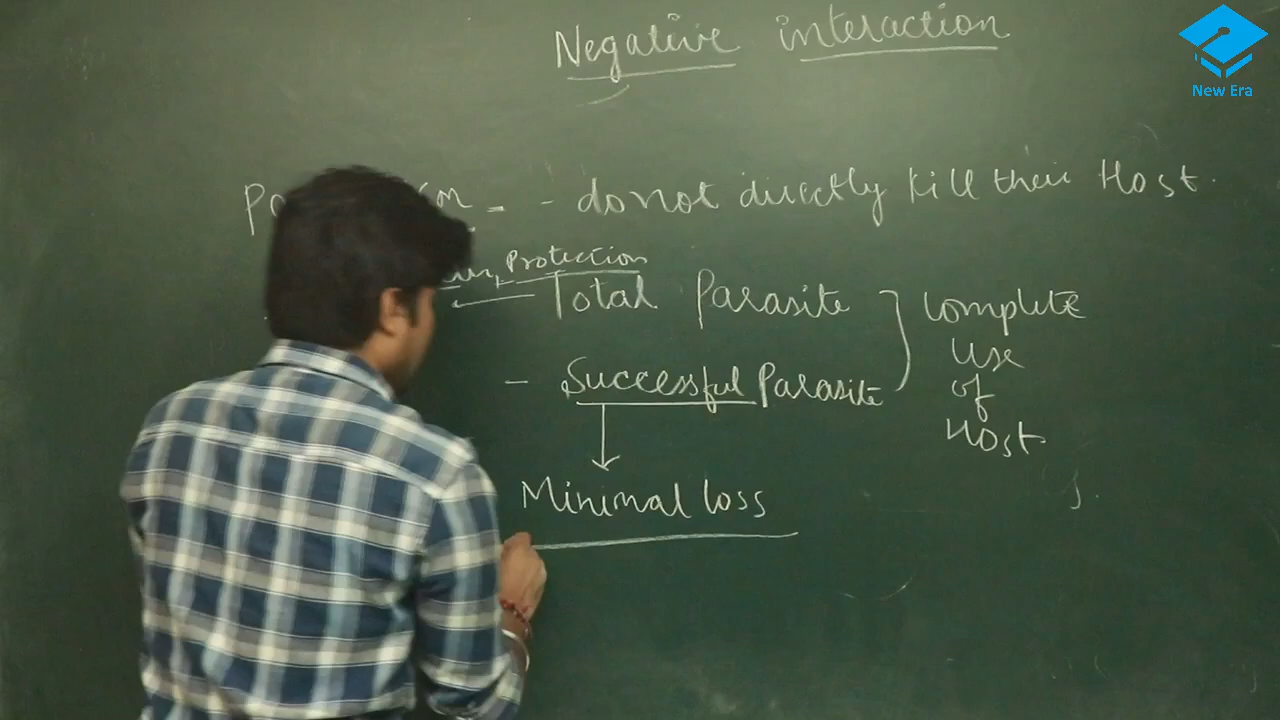 Negative interaction
- do not directly kill their Host.
Protection
Total Parasite
complete
use
of
Host
- Successful Parasite
Minimal loss
New Era